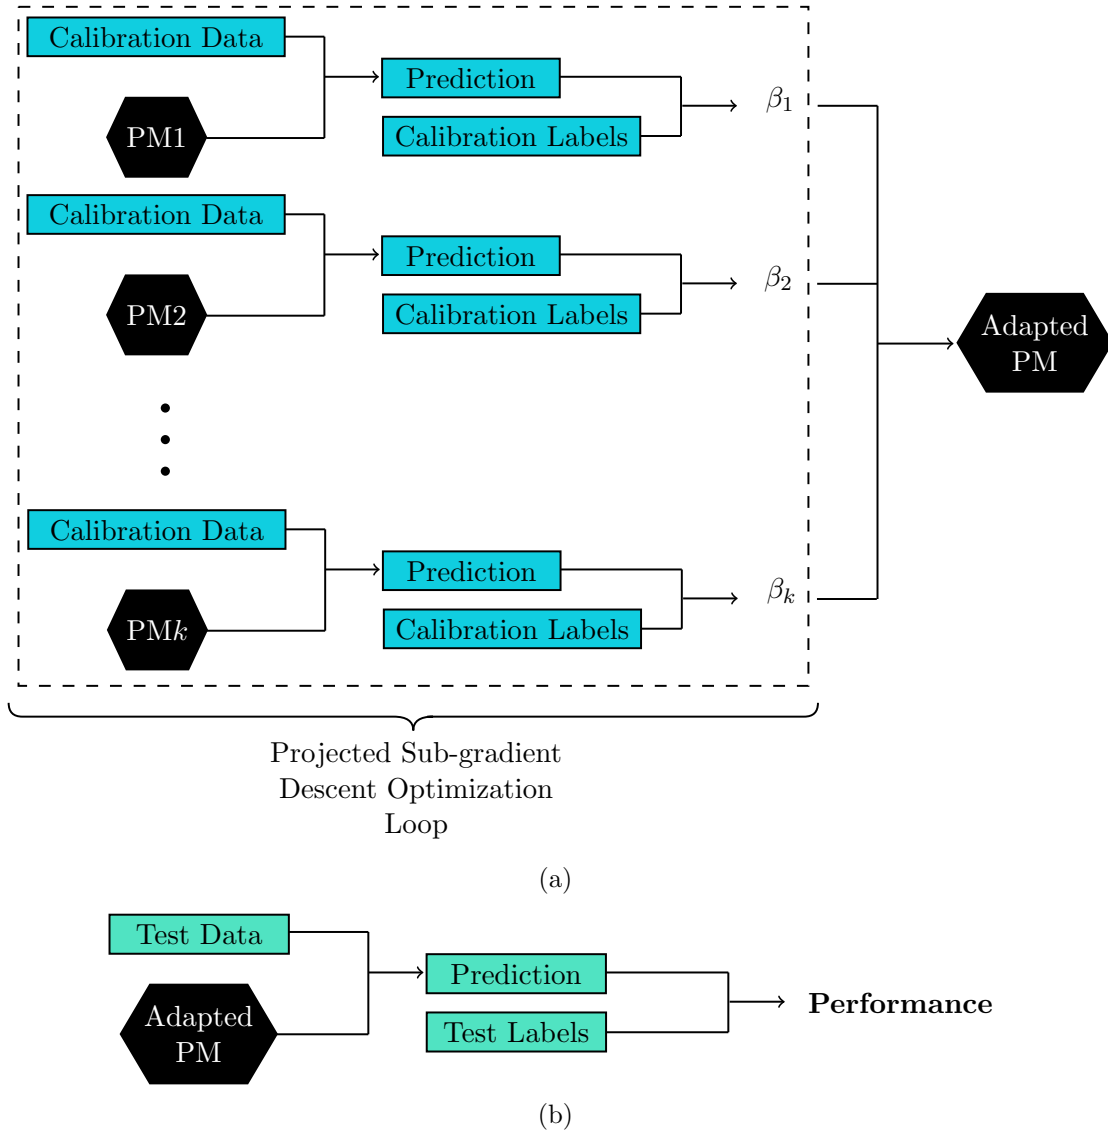 Calibration Data
PM1
Prediction
Calibration Labels
β1
Calibration Data
PM2
Prediction
Calibration Labels
β2
Adapted
PM
Calibration Data
PMk
Prediction
Calibration Labels
βk
Projected Sub-gradient
Descent Optimization
Loop
(a)
Test Data
Adapted
PM
Prediction
Test Labels
Performance
(b)